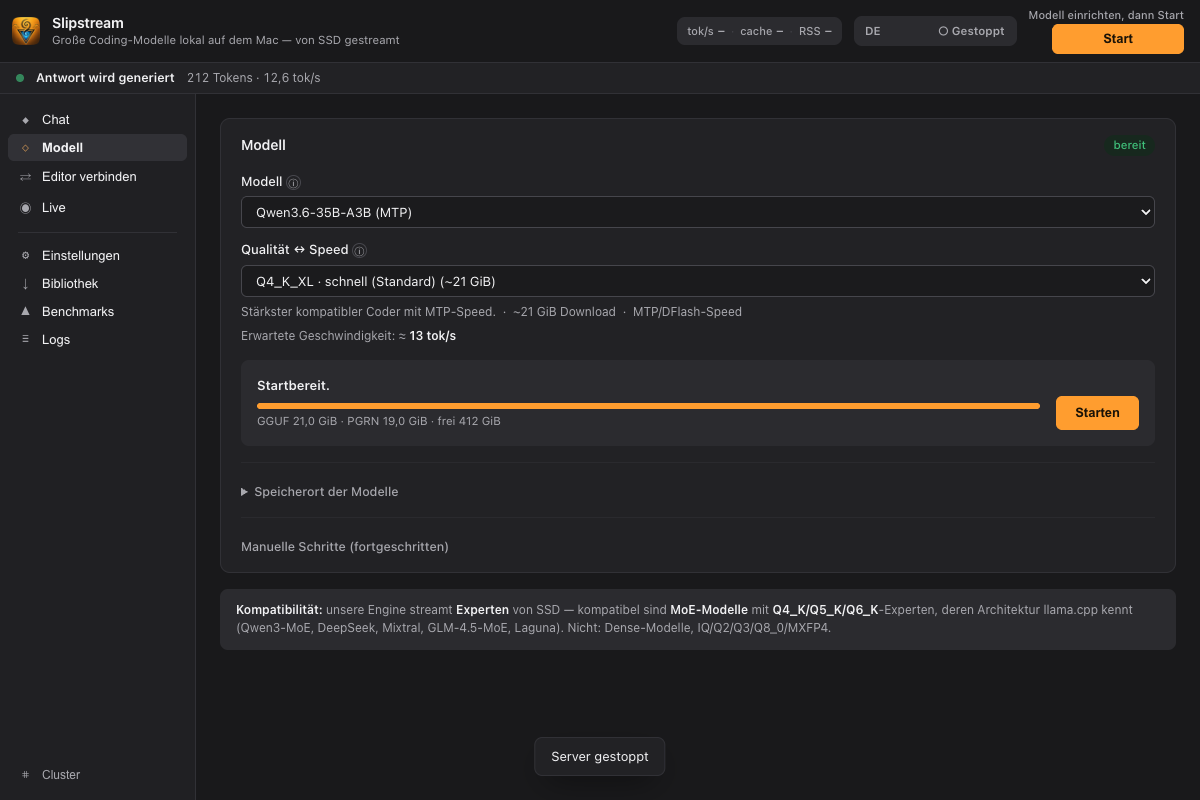 Slipstream
Große Coding-Modelle lokal auf dem Mac — von SSD gestreamt
tok/s – · cache – · RSS –
DE
Gestoppt
Modell einrichten, dann Start
Start
Antwort wird generiert 212 Tokens · 12,6 tok/s
Chat
Modell
Editor verbinden
Live
Einstellungen
Bibliothek
Benchmarks
Logs
Cluster
Modell
bereit
Modell
Qwen3.6-35B-A3B (MTP)
Qualität ↔ Speed
Q4_K_XL · schnell (Standard) (~21 GiB)
Stärkster kompatibler Coder mit MTP-Speed. · ~21 GiB Download · MTP/DFlash-Speed
Erwartete Geschwindigkeit: ≈ 13 tok/s
Startbereit.
GGUF 21,0 GiB · PGRN 19,0 GiB · frei 412 GiB
Starten
Speicherort der Modelle
Manuelle Schritte (fortgeschritten)
Kompatibilität: unsere Engine streamt Experten von SSD — kompatibel sind MoE-Modelle mit Q4_K/Q5_K/Q6_K-Experten, deren Architektur llama.cpp kennt
(Qwen3-MoE, DeepSeek, Mixtral, GLM-4.5-MoE, Laguna). Nicht: Dense-Modelle, IQ/Q2/Q3/Q8_0/MXFP4.
Server gestoppt